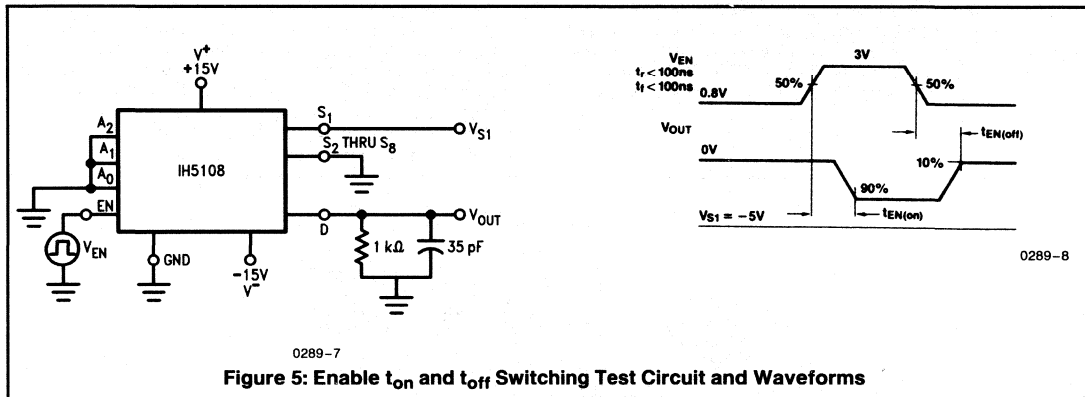 V+
+15V
A2
A1
A0
EN
VEN
IH5108
S1
VS1
S2 THRU S8
D
VOUT
1 kΩ
35 pF
GND
-15V
V-
0289-7
VEN
tr < 100ns
tf < 100ns
0.8V
50%
3V
50%
VOUT
0V
tEN(off)
10%
90%
VS1 = -5V
tEN(on)
0289-8
Figure 5: Enable ton and toff Switching Test Circuit and Waveforms